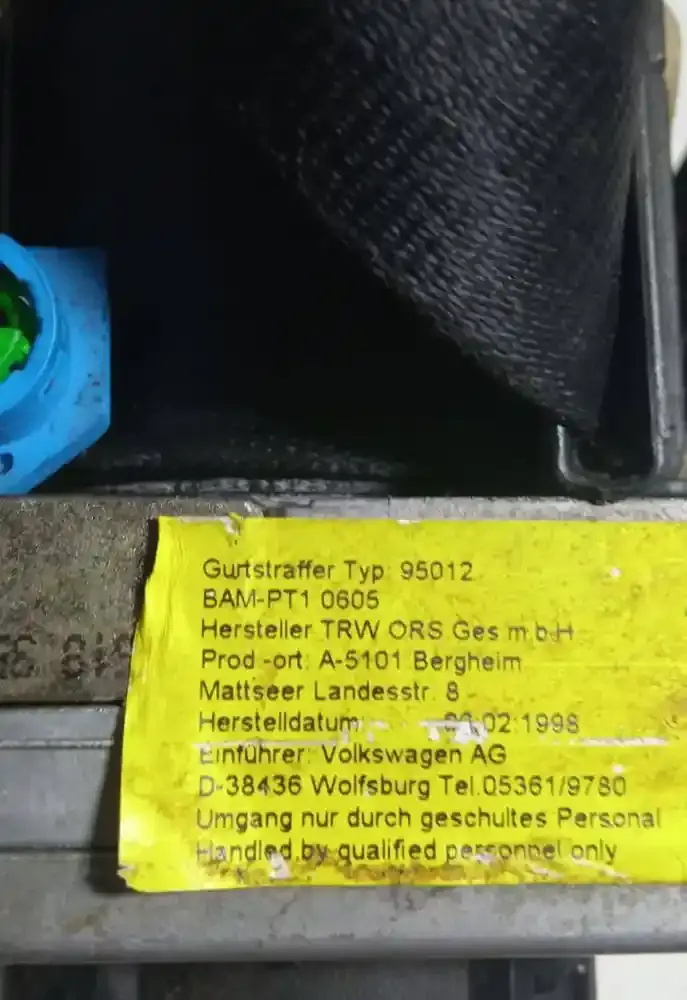 Gurtstraffer Typ: 95012
BAM-PT1 0605
Hersteller TRW ORS Ges m.b.H
Prod.-ort: A-5101 Bergheim
Mattseer Landesstr. 8
Herstelldatum: 02.1998
Einführer: Volkswagen AG
D-38436 Wolfsburg Tel.05361/9780
Umgang nur durch geschultes Personal
Handled by qualified personnel only